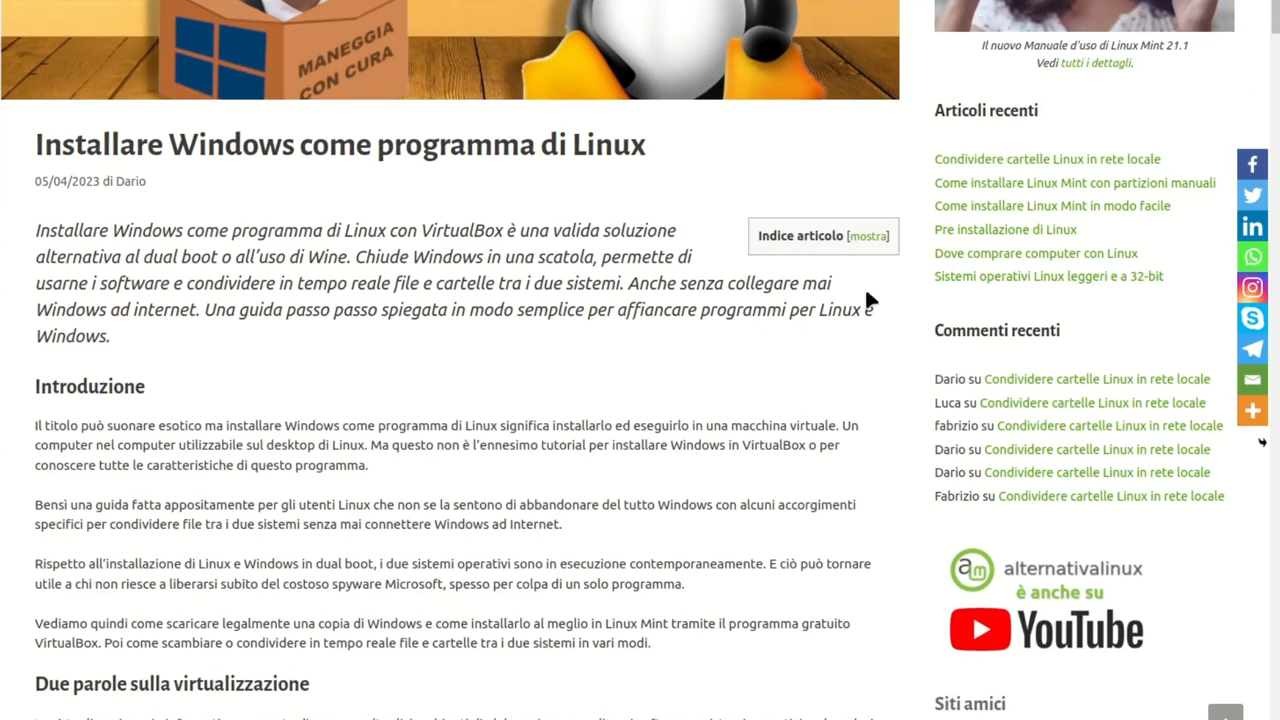 MANEGGIA
CON CURA
Installare Windows come programma di Linux
05/04/2023 di Dario
Installare Windows come programma di Linux con VirtualBox è una valida soluzione
alternativa al dual boot o all'uso di Wine. Chiude Windows in una scatola, permette di
usarne i software e condividere in tempo reale file e cartelle tra i due sistemi. Anche senza collegare mai
Windows ad internet. Una guida passo passo spiegata in modo semplice per affiancare programmi per Linux e
Windows.
Indice articolo [mostra]
Introduzione
Il titolo può suonare esotico ma installare Windows come programma di Linux significa installarlo ed eseguirlo in una macchina virtuale. Un
computer nel computer utilizzabile sul desktop di Linux. Ma questo non è l'ennesimo tutorial per installare Windows in VirtualBox o per
conoscere tutte le caratteristiche di questo programma.
Bensì una guida fatta appositamente per gli utenti Linux che non se la sentono di abbandonare del tutto Windows con alcuni accorgimenti
specifici per condividere file tra i due sistemi senza mai connettere Windows ad Internet.
Rispetto all'installazione di Linux e Windows in dual boot, i due sistemi operativi sono in esecuzione contemporaneamente. E ciò può tornare
utile a chi non riesce a liberarsi subito del costoso spyware Microsoft, spesso per colpa di un solo programma.
Vediamo quindi come scaricare legalmente una copia di Windows e come installarlo al meglio in Linux Mint tramite il programma gratuito
VirtualBox. Poi come scambiare o condividere in tempo reale file e cartelle tra i due sistemi in vari modi.
Due parole sulla virtualizzazione
Il nuovo Manuale d'uso di Linux Mint 21.1
Vedi tutti i dettagli.
Articoli recenti
Condividere cartelle Linux in rete locale
Come installare Linux Mint con partizioni manuali
Come installare Linux Mint in modo facile
Pre installazione di Linux
Dove comprare computer con Linux
Sistemi operativi Linux leggeri e a 32-bit
Commenti recenti
Dario su Condividere cartelle Linux in rete locale
Luca su Condividere cartelle Linux in rete locale
fabrizio su Condividere cartelle Linux in rete locale
Dario su Condividere cartelle Linux in rete locale
Dario su Condividere cartelle Linux in rete locale
Fabrizio su Condividere cartelle Linux in rete locale
am alternativalinux
è anche su
YouTube
Siti amici